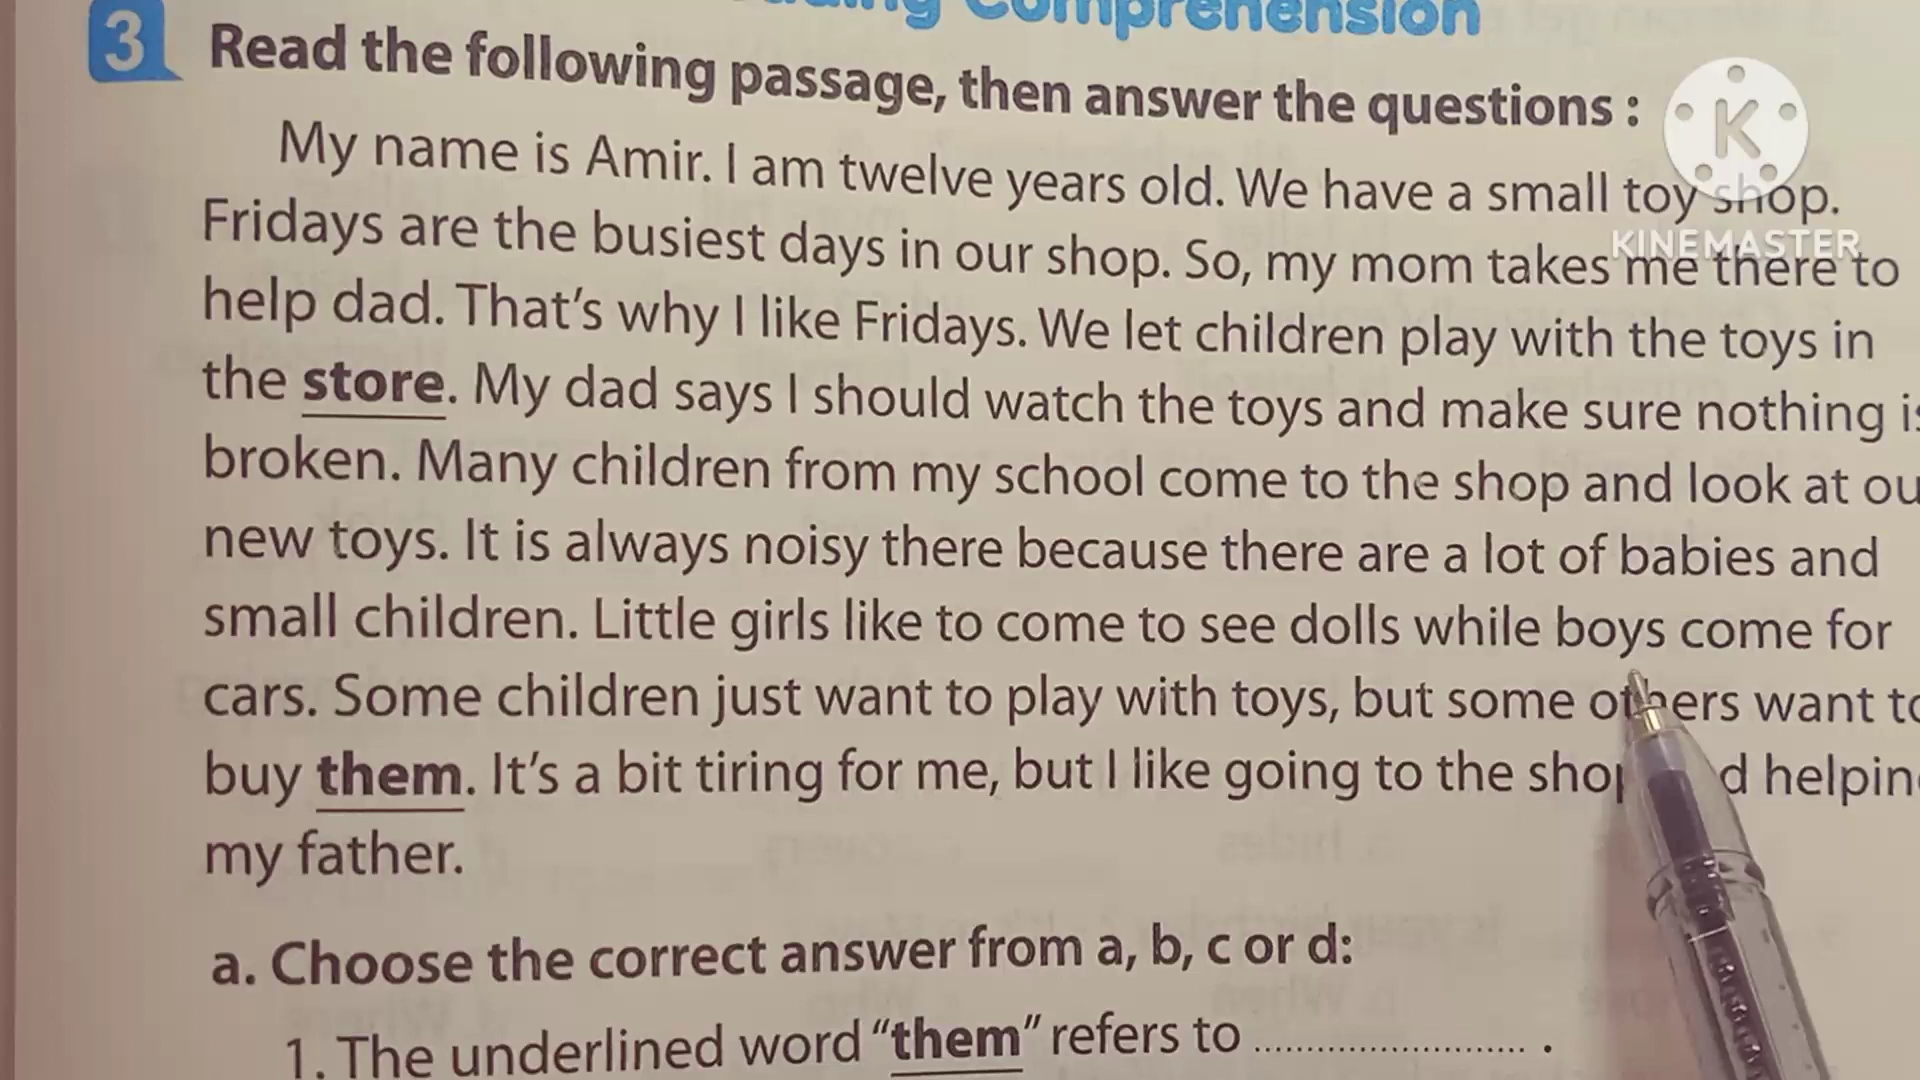 Comprehension
3 Read the following passage, then answer the questions :
My name is Amir. I am twelve years old. We have a small toy shop.
Fridays are the busiest days in our shop. So, my mom takes me there to
help dad. That's why I like Fridays. We let children play with the toys in
the store. My dad says I should watch the toys and make sure nothing is
broken. Many children from my school come to the shop and look at ou
new toys. It is always noisy there because there are a lot of babies and
small children. Little girls like to come to see dolls while boys come for
cars. Some children just want to play with toys, but some others want to
buy them. It's a bit tiring for me, but I like going to the shop helpin
my father.
a. Choose the correct answer from a, b, c or d:
1. The underlined word "them" refers to ........................ .
K
KINEMASTER